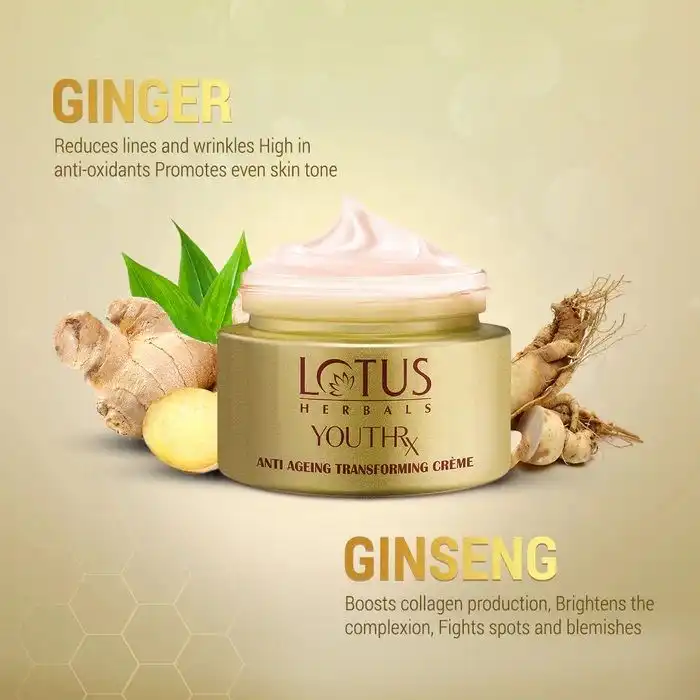 GINGER
Reduces lines and wrinkles High in
anti-oxidants Promotes even skin tone
LOTUS
HERBALS
YOUTHRx
ANTI AGEING TRANSFORMING CRÈME
GINSENG
Boosts collagen production, Brightens the
complexion, Fights spots and blemishes